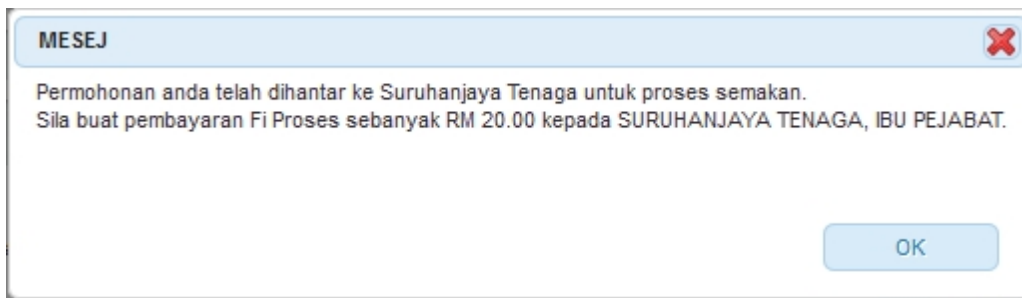 MESEJ
Permohonan anda telah dihantar ke Suruhanjaya Tenaga untuk proses semakan.
Sila buat pembayaran Fi Proses sebanyak RM 20.00 kepada SURUHANJAYA TENAGA, IBU PEJABAT.
OK